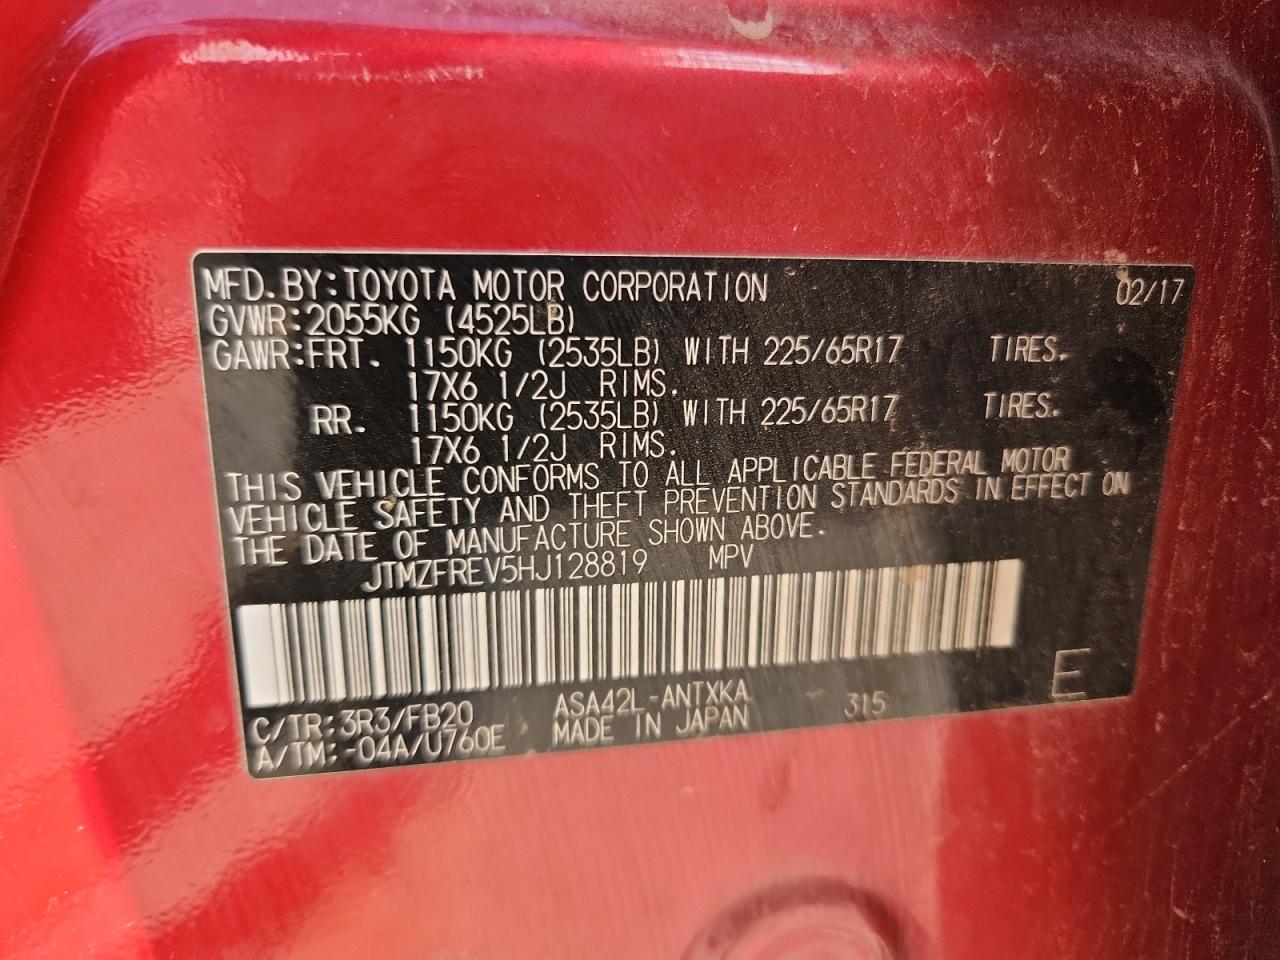 MFD. BY: TOYOTA MOTOR CORPORATION 02/17
GVWR: 2055KG (4525LB)
GAWR: FRT. 1150KG (2535LB) WITH 225/65R17 TIRES.
17X6 1/2J RIMS.
RR. 1150KG (2535LB) WITH 225/65R17 TIRES.
17X6 1/2J RIMS.
THIS VEHICLE CONFORMS TO ALL APPLICABLE FEDERAL MOTOR
VEHICLE SAFETY AND THEFT PREVENTION STANDARDS IN EFFECT ON
THE DATE OF MANUFACTURE SHOWN ABOVE.
JTMZFREV5HJ128819 MPV
E
C/TR: 3R3/FB20 ASA42L-ANTXKA 315
A/TM: -04A/U760E MADE IN JAPAN